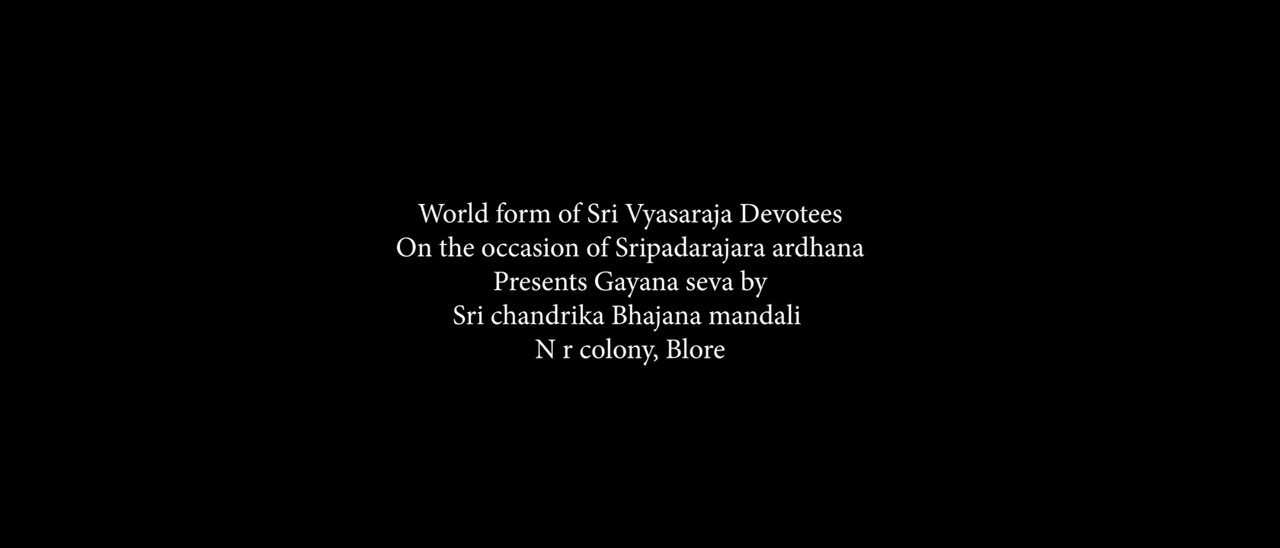 World form of Sri Vyasaraja Devotees
On the occasion of Sripadarajara ardhana
Presents Gayana seva by
Sri chandrika Bhajana mandali
N r colony, Blore